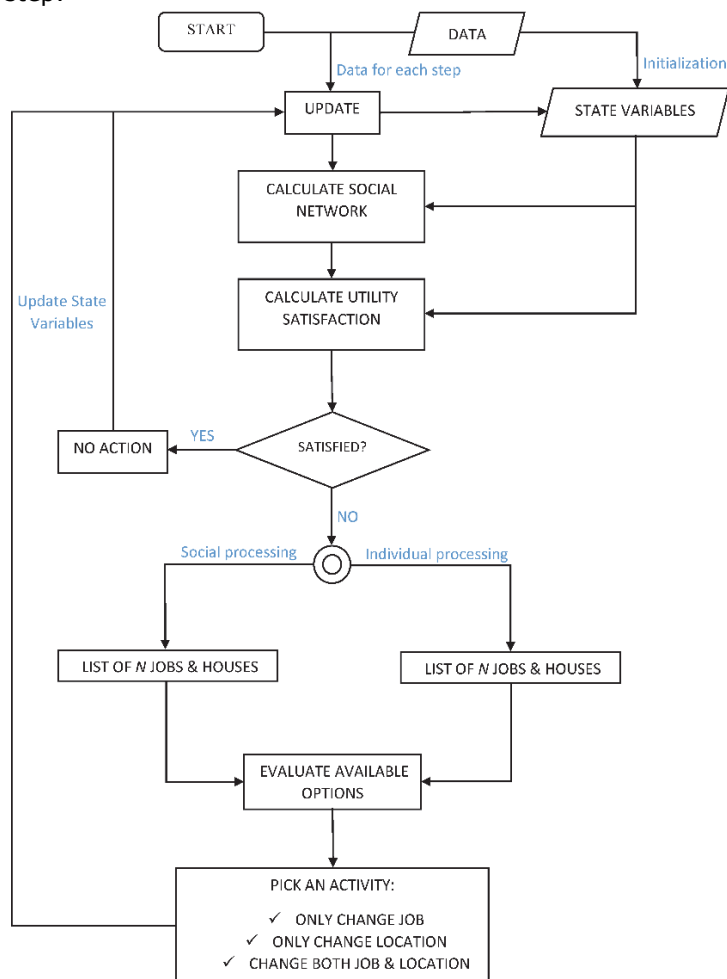 step.
START
DATA
Data for each step
Initialization
UPDATE
STATE VARIABLES
CALCULATE SOCIAL
NETWORK
CALCULATE UTILITY
SATISFACTION
Update State
Variables
YES
NO ACTION
SATISFIED?
NO
Social processing
Individual processing
LIST OF N JOBS & HOUSES
LIST OF N JOBS & HOUSES
EVALUATE AVAILABLE
OPTIONS
PICK AN ACTIVITY:
✓ ONLY CHANGE JOB
✓ ONLY CHANGE LOCATION
✓ CHANGE BOTH JOB & LOCATION